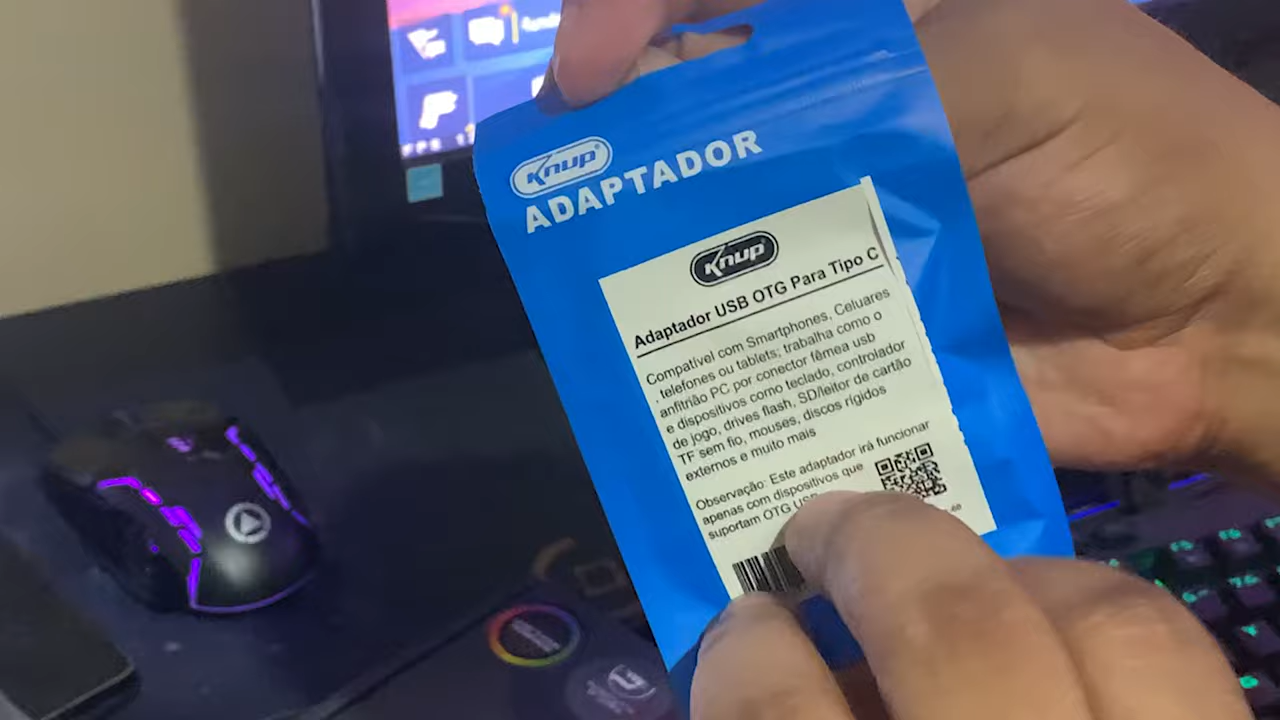 FPS
Knup
ADAPTADOR
Knup
Adaptador USB OTG Para Tipo C
Compatível com Smartphones, Celuares
, telefones ou tablets; trabalha como o
anfitrião PC por conector fêmea usb
e dispositivos como teclado, controlador
de jogo, drives flash, SD/leitor de cartão
TF sem fio, mouses, discos rígidos
externos e muito mais
Observação: Este adaptador irá funcionar
apenas com dispositivos que
suportam OTG USB